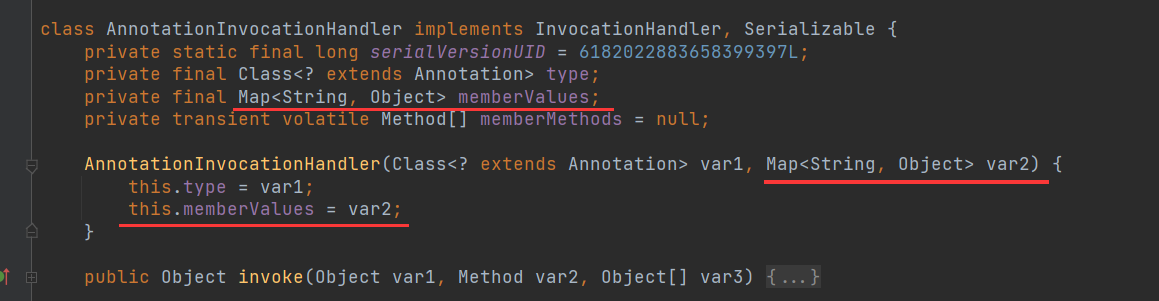 class AnnotationInvocationHandler implements InvocationHandler, Serializable {
private static final long serialVersionUID = 6182022883658399397L;
private final Class<? extends Annotation> type;
private final Map<String, Object> memberValues;
private transient volatile Method[] memberMethods = null;
AnnotationInvocationHandler(Class<? extends Annotation> var1, Map<String, Object> var2) {
this.type = var1;
this.memberValues = var2;
}
public Object invoke(Object var1, Method var2, Object[] var3) {...}